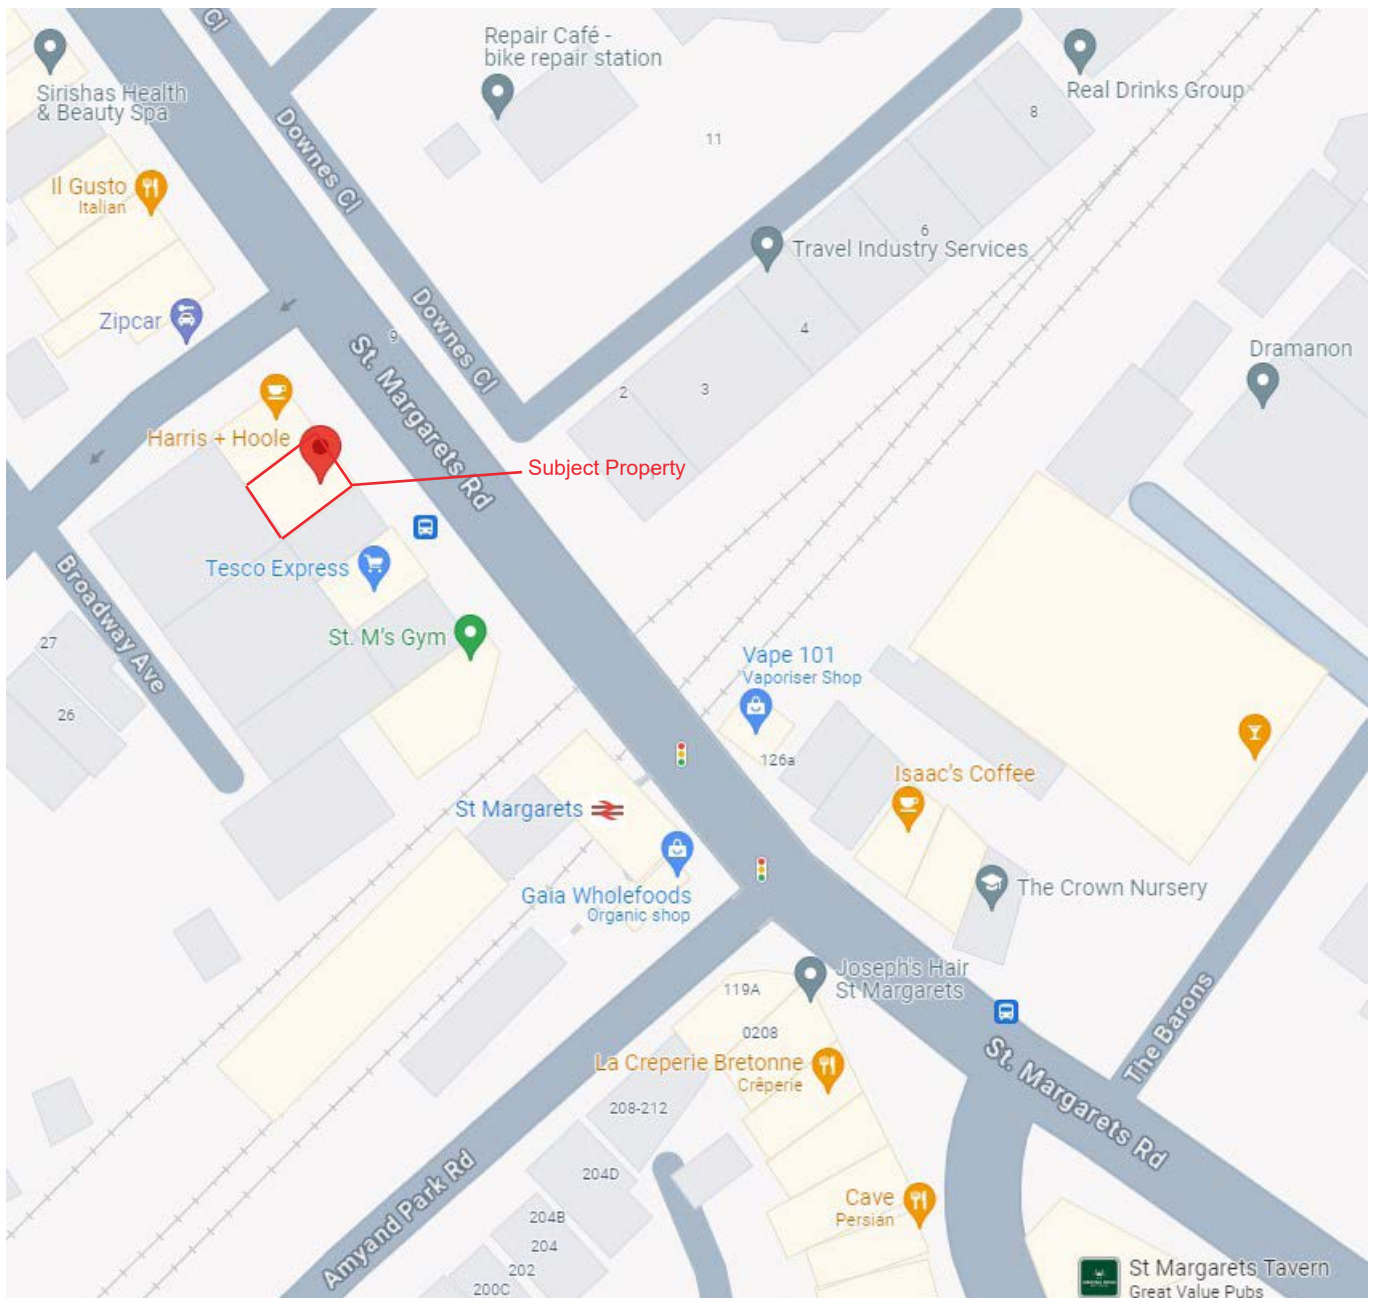 Cl
Repair Café -
bike repair station
Sirishas Health
& Beauty Spa
Real Drinks Group
8
11
Downes Cl
Il Gusto
Italian
6
Travel Industry Services
Zipcar
9
Downes Cl
4
St. Margarets Rd
Dramanon
2
3
Harris + Hoole
Subject Property
Tesco Express
Broadway Ave
27
St. M's Gym
Vape 101
Vaporiser Shop
26
126a
Isaac's Coffee
St Margarets
Gaia Wholefoods
Organic shop
The Crown Nursery
Joseph's Hair
St Margarets
119A
0208
La Creperie Bretonne
Crêperie
The Barons
St. Margarets Rd
208-212
204D
Amyand Park Rd
Cave
Persian
204B
204
202
200C
St Margarets Tavern
Great Value Pubs